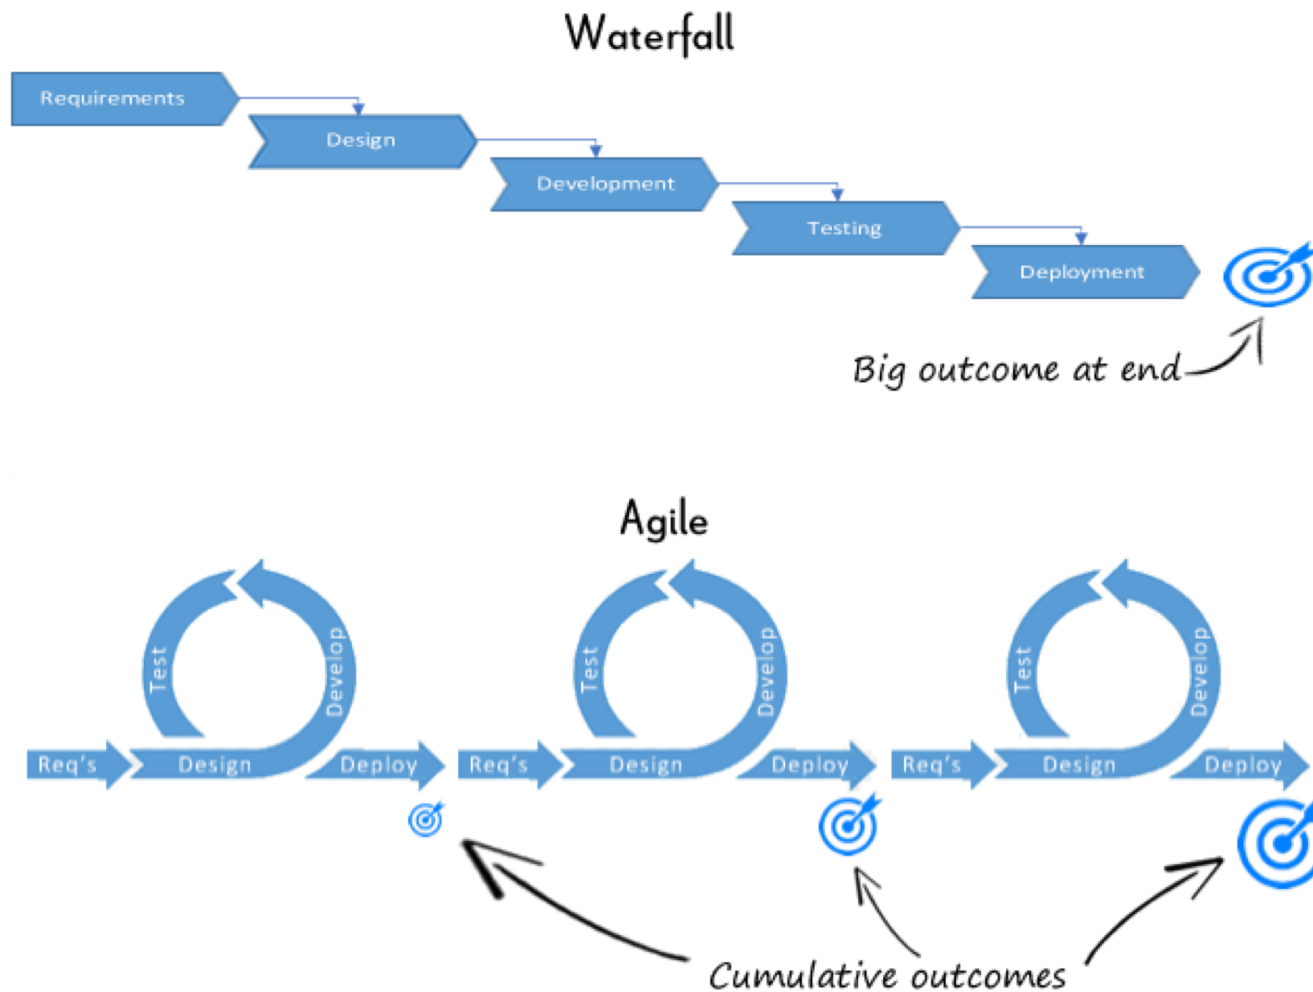 Waterfall
Requirements
Design
Development
Testing
Deployment
Big outcome at end
Agile
Test
Develop
Req's
Design
Deploy
Test
Develop
Req's
Design
Deploy
Test
Develop
Req's
Design
Deploy
Cumulative outcomes